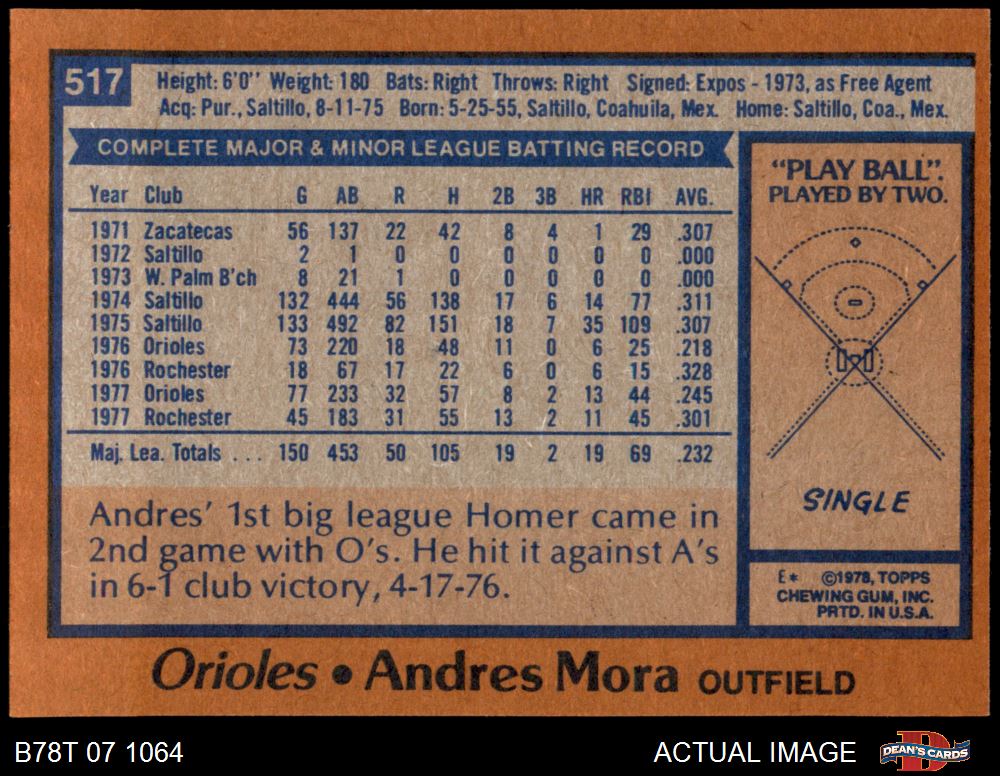 517
Height: 6'0" Weight: 180 Bats: Right Throws: Right Signed: Expos - 1973, as Free Agent
Acq: Pur., Saltillo, 8-11-75 Born: 5-25-55, Saltillo, Coahuila, Mex. Home: Saltillo, Coa., Mex.
COMPLETE MAJOR & MINOR LEAGUE BATTING RECORD
Year Club G AB R H 2B 3B HR RBI AVG.
1971 Zacatecas 56 137 22 42 8 4 1 29 .307
1972 Saltillo 2 1 0 0 0 0 0 0 .000
1973 W. Palm B'ch 8 21 1 0 0 0 0 0 .000
1974 Saltillo 132 444 56 138 17 6 14 77 .311
1975 Saltillo 133 492 82 151 18 7 35 109 .307
1976 Orioles 73 220 18 48 11 0 6 25 .218
1976 Rochester 18 67 17 22 6 0 6 15 .328
1977 Orioles 77 233 32 57 8 2 13 44 .245
1977 Rochester 45 183 31 55 13 2 11 45 .301
Maj. Lea. Totals . . . 150 453 50 105 19 2 19 69 .232
Andres' 1st big league Homer came in
2nd game with O's. He hit it against A's
in 6-1 club victory, 4-17-76.
"PLAY BALL".
PLAYED BY TWO.
SINGLE
E* ©1978, TOPPS
CHEWING GUM, INC.
PRTD. IN U.S.A.
Orioles • Andres Mora OUTFIELD
B78T 07 1064
ACTUAL IMAGE
DEAN'S CARDS